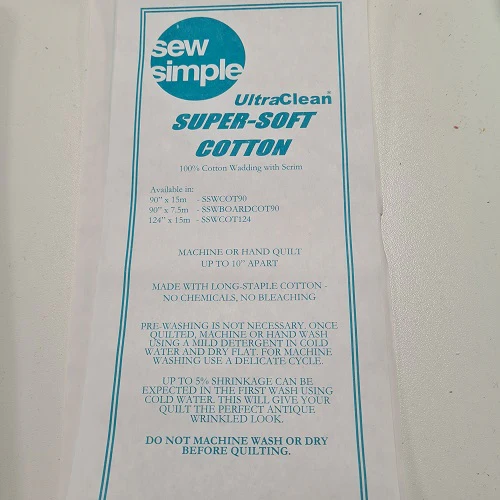 sew
simple
UltraClean®
SUPER-SOFT
COTTON
100% Cotton Wadding with Scrim
Available in:
90" x 15m - SSWCOT90
90" x 7.5m - SSWBOARDCOT90
124" x 15m - SSWCOT124
MACHINE OR HAND QUILT
UP TO 10" APART
MADE WITH LONG-STAPLE COTTON -
NO CHEMICALS, NO BLEACHING
PRE-WASHING IS NOT NECESSARY. ONCE
QUILTED, MACHINE OR HAND WASH
USING A MILD DETERGENT IN COLD
WATER AND DRY FLAT. FOR MACHINE
WASHING USE A DELICATE CYCLE.
UP TO 5% SHRINKAGE CAN BE
EXPECTED IN THE FIRST WASH USING
COLD WATER. THIS WILL GIVE YOUR
QUILT THE PERFECT ANTIQUE
WRINKLED LOOK.
DO NOT MACHINE WASH OR DRY
BEFORE QUILTING.